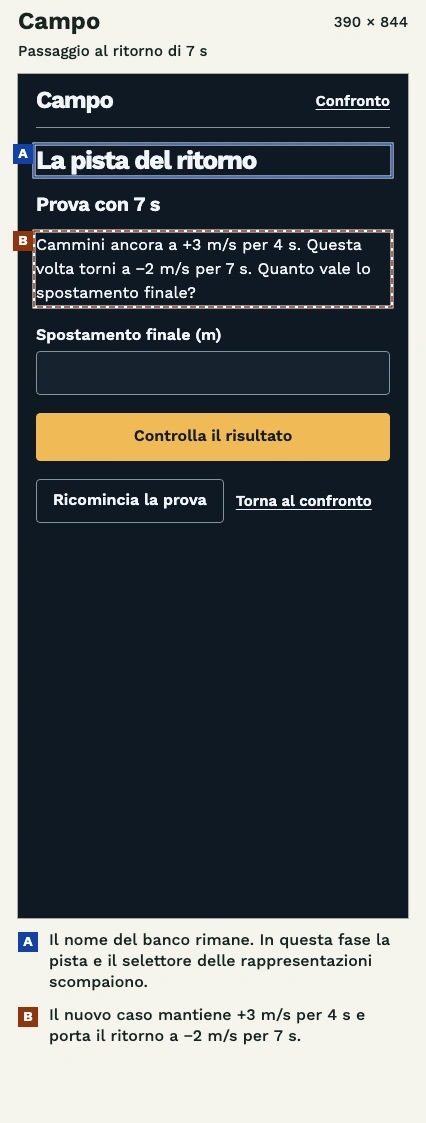 Campo
390 × 844
Passaggio al ritorno di 7 s
Campo
Confronto
A
La pista del ritorno
Prova con 7 s
B
Cammini ancora a +3 m/s per 4 s. Questa
volta torni a −2 m/s per 7 s. Quanto vale lo
spostamento finale?
Spostamento finale (m)
Controlla il risultato
Ricomincia la prova
Torna al confronto
A
Il nome del banco rimane. In questa fase la
pista e il selettore delle rappresentazioni
scompaiono.
B
Il nuovo caso mantiene +3 m/s per 4 s e
porta il ritorno a −2 m/s per 7 s.